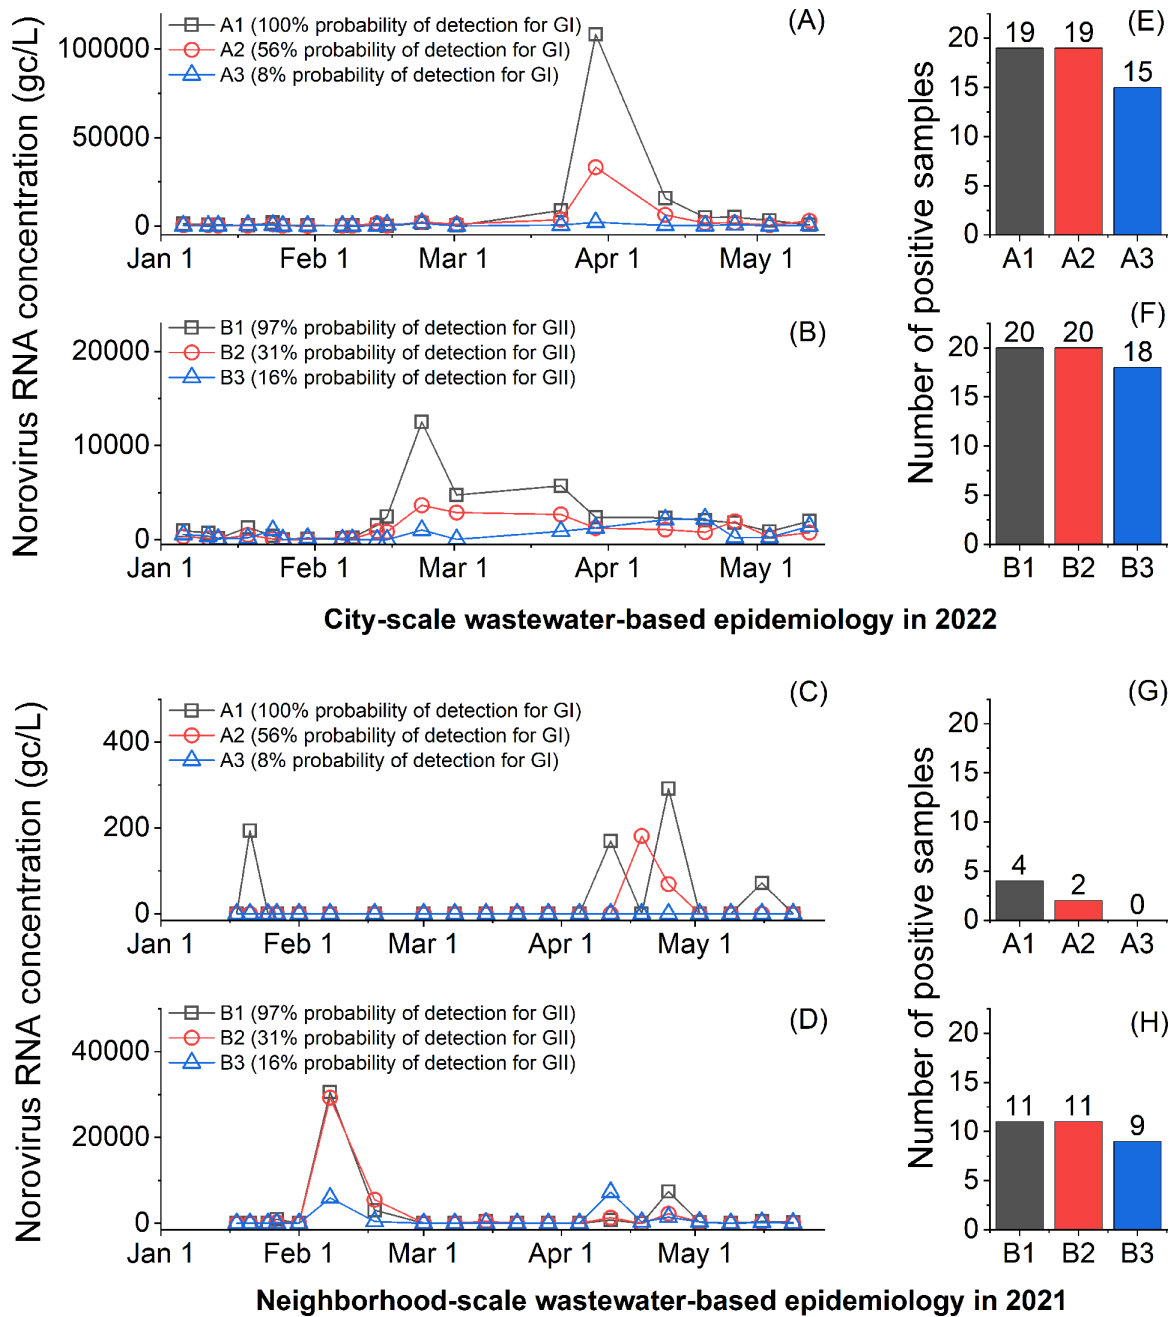 Norovirus RNA concentration (gc/L)
A1 (100% probability of detection for GI)
A2 (56% probability of detection for GI)
A3 (8% probability of detection for GI)
(A)
100000
50000
0
Jan 1 Feb 1 Mar 1 Apr 1 May 1
B1 (97% probability of detection for GII)
B2 (31% probability of detection for GII)
B3 (16% probability of detection for GII)
(B)
20000
10000
0
Jan 1 Feb 1 Mar 1 Apr 1 May 1
Number of positive samples
(E)
20
15
10
5
0
19 19 15
A1 A2 A3
(F)
20
15
10
5
0
20 20 18
B1 B2 B3
City-scale wastewater-based epidemiology in 2022
Norovirus RNA concentration (gc/L)
A1 (100% probability of detection for GI)
A2 (56% probability of detection for GI)
A3 (8% probability of detection for GI)
(C)
400
200
0
Jan 1 Feb 1 Mar 1 Apr 1 May 1
B1 (97% probability of detection for GII)
B2 (31% probability of detection for GII)
B3 (16% probability of detection for GII)
(D)
40000
20000
0
Jan 1 Feb 1 Mar 1 Apr 1 May 1
Number of positive samples
(G)
20
15
10
5
0
4 2 0
A1 A2 A3
(H)
20
15
10
5
0
11 11 9
B1 B2 B3
Neighborhood-scale wastewater-based epidemiology in 2021